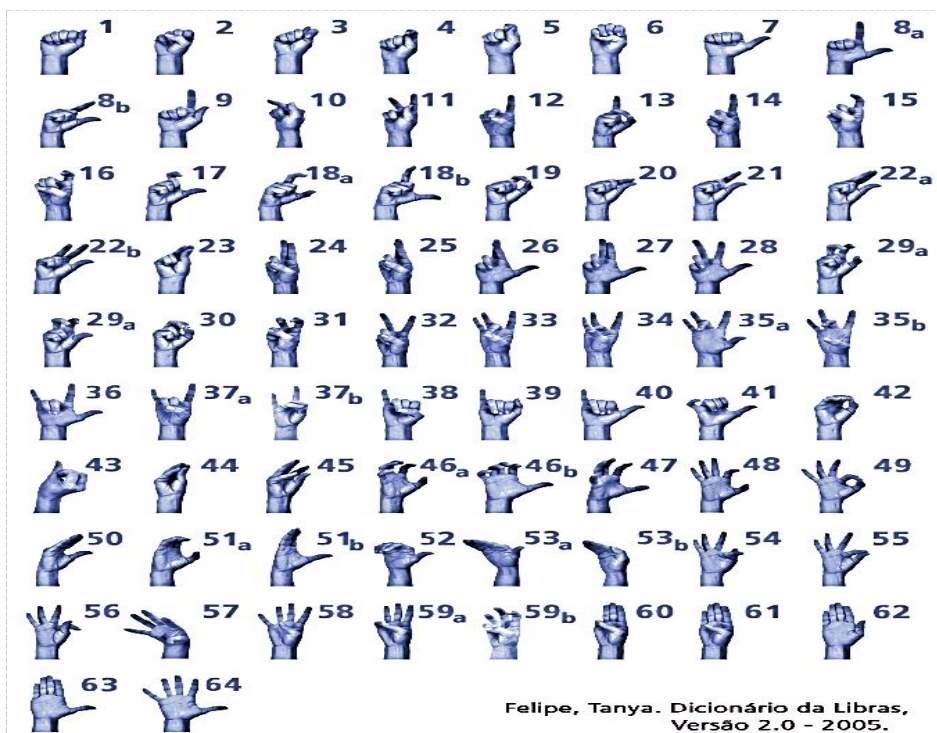 1 2 3 4 5 6 7 8a
8b 9 10 11 12 13 14 15
16 17 18a 18b 19 20 21 22a
22b 23 24 25 26 27 28 29a
29a 30 31 32 33 34 35a 35b
36 37a 37b 38 39 40 41 42
43 44 45 46a 46b 47 48 49
50 51a 51b 52 53a 53b 54 55
56 57 58 59a 59b 60 61 62
63 64
Felipe, Tanya. Dicionário da Libras,
Versão 2.0 - 2005.